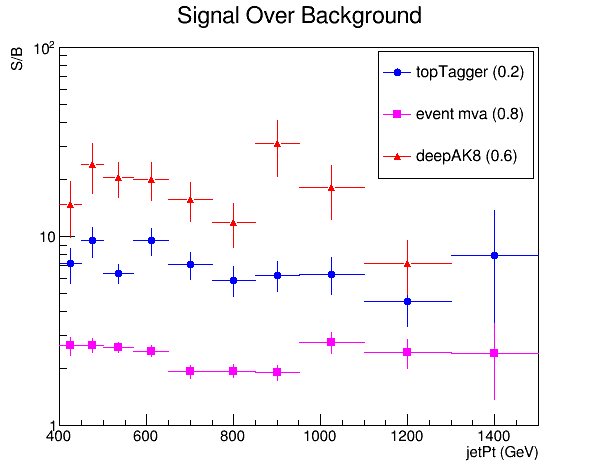 Signal Over Background
S/B
10²
topTagger (0.2)
event mva (0.8)
deepAK8 (0.6)
10
1
400 600 800 1000 1200 1400
jetPt (GeV)